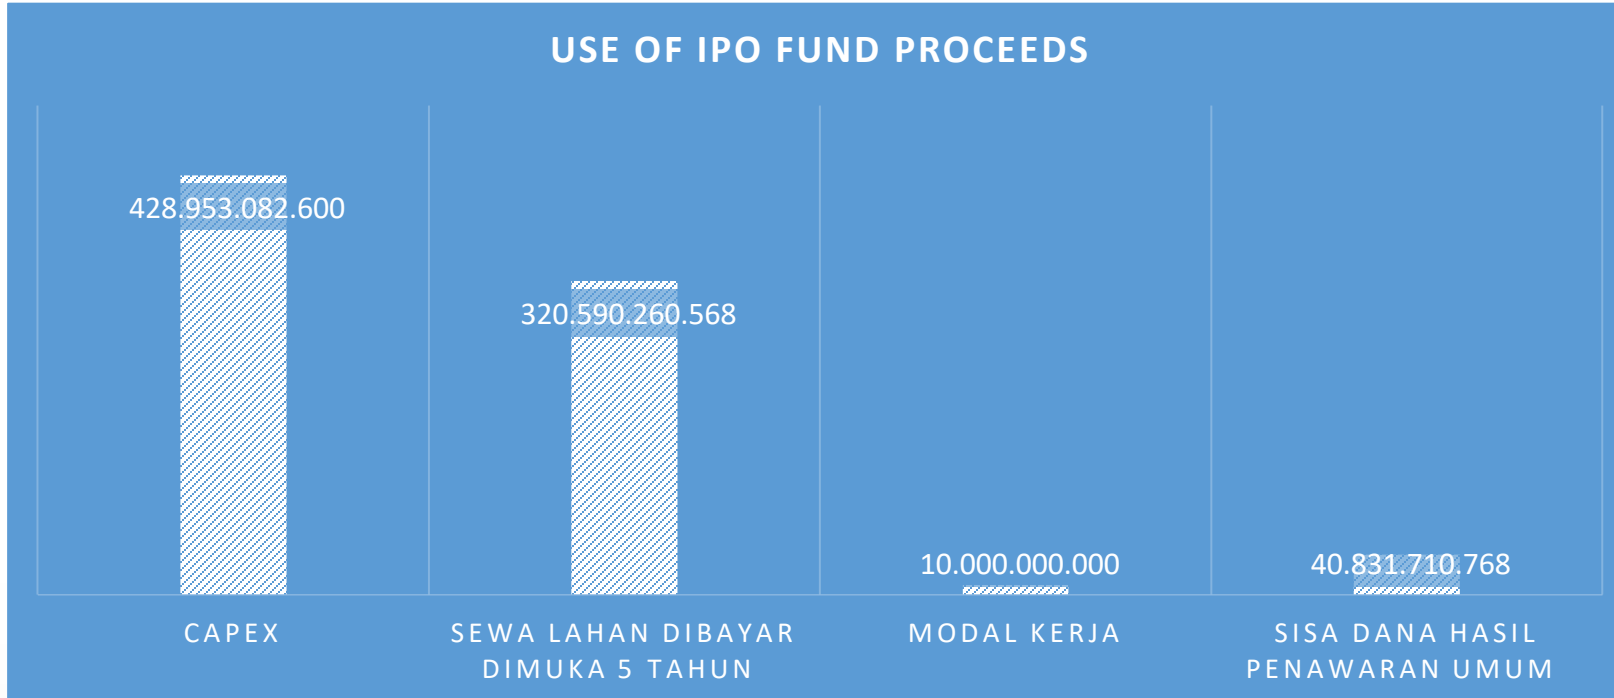 USE OF IPO FUND PROCEEDS
428.953.082.600
320.590.260.568
10.000.000.000
40.831.710.768
CAPEX
SEWA LAHAN DIBAYAR
DIMUKA 5 TAHUN
MODAL KERJA
SISA DANA HASIL
PENAWARAN UMUM